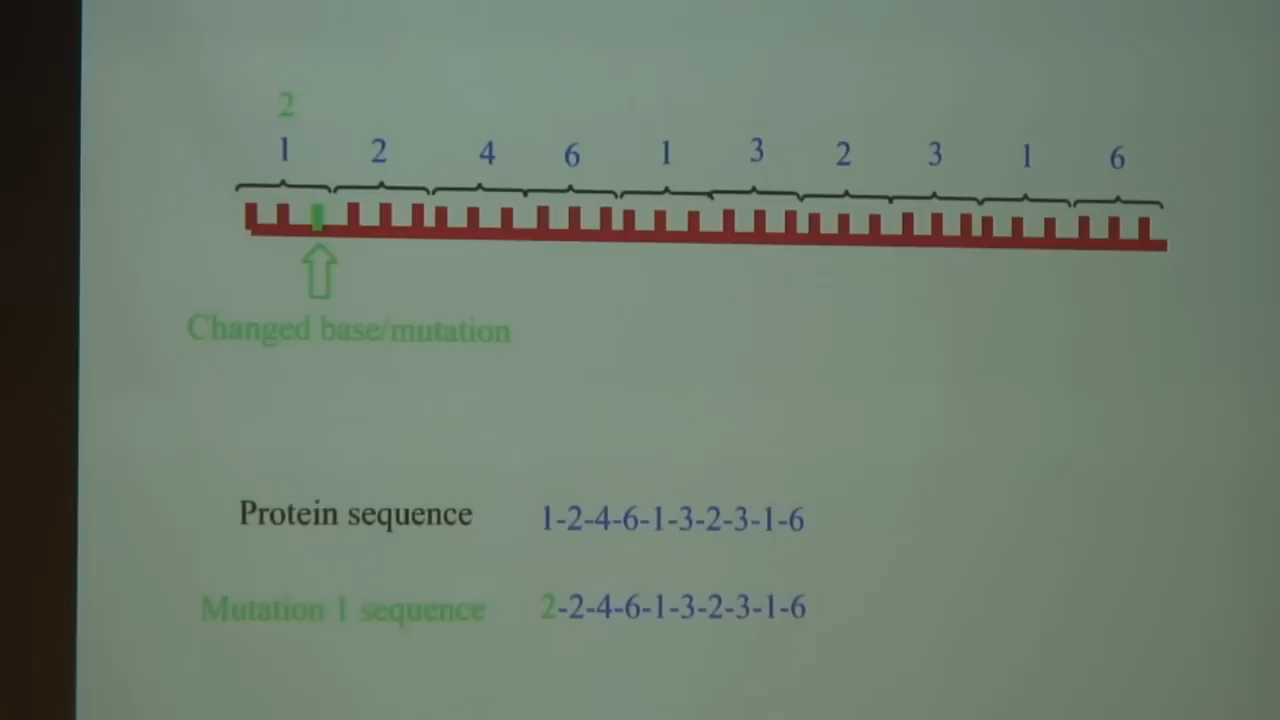 2
1 2 4 6 1 3 2 3 1 6
Changed base/mutation
Protein sequence 1-2-4-6-1-3-2-3-1-6
Mutation 1 sequence 2-2-4-6-1-3-2-3-1-6